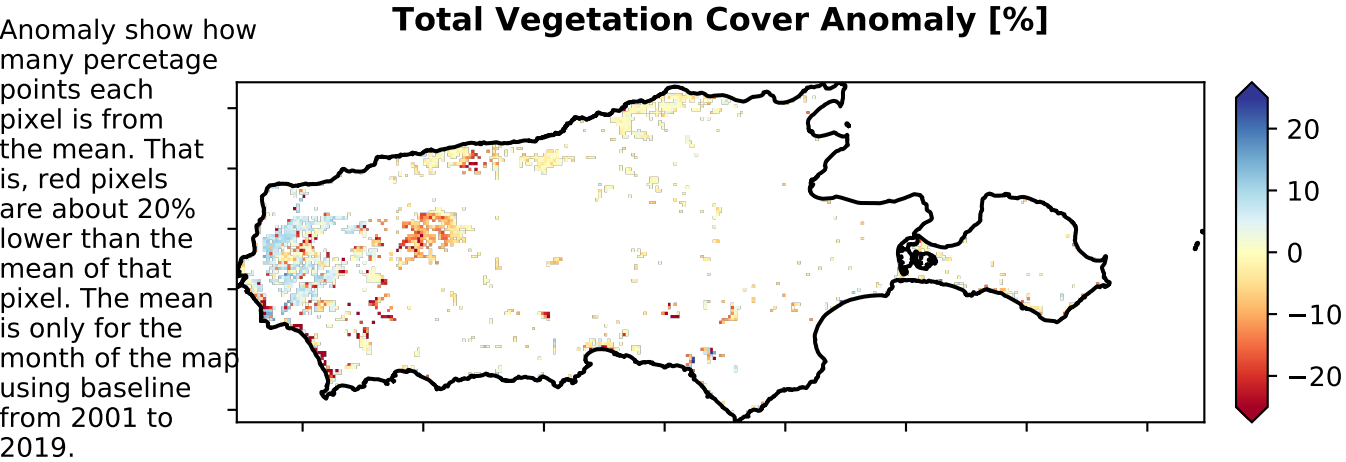 Total Vegetation Cover Anomaly [%]
Anomaly show how
many percetage
points each
pixel is from
the mean. That
is, red pixels
are about 20%
lower than the
mean of that
pixel. The mean
is only for the
month of the map
using baseline
from 2001 to
2019.
20
10
0
−10
−20